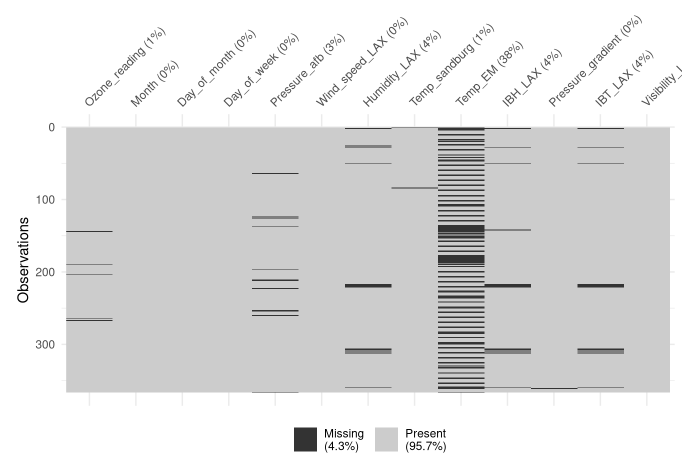 Ozone_reading (1%)
Month (0%)
Day_of_month (0%)
Day_of_week (0%)
Pressure_afb (3%)
Wind_speed_LAX (0%)
Humidity_LAX (4%)
Temp_sandburg (1%)
Temp_EM (38%)
IBH_LAX (4%)
Pressure_gradient (0%)
IBT_LAX (4%)
Visibility_
0
100
200
300
Observations
Missing
(4.3%)
Present
(95.7%)